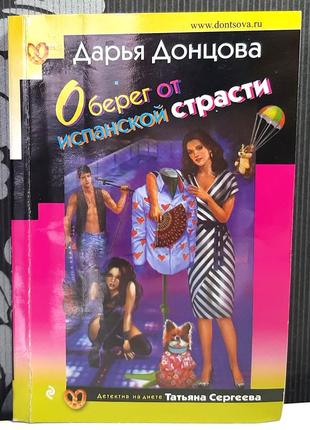 www.dontsova.ru
Дарья Донцова
Оберег от
испанской страсти
Детектив на диете Татьяна Сергеева